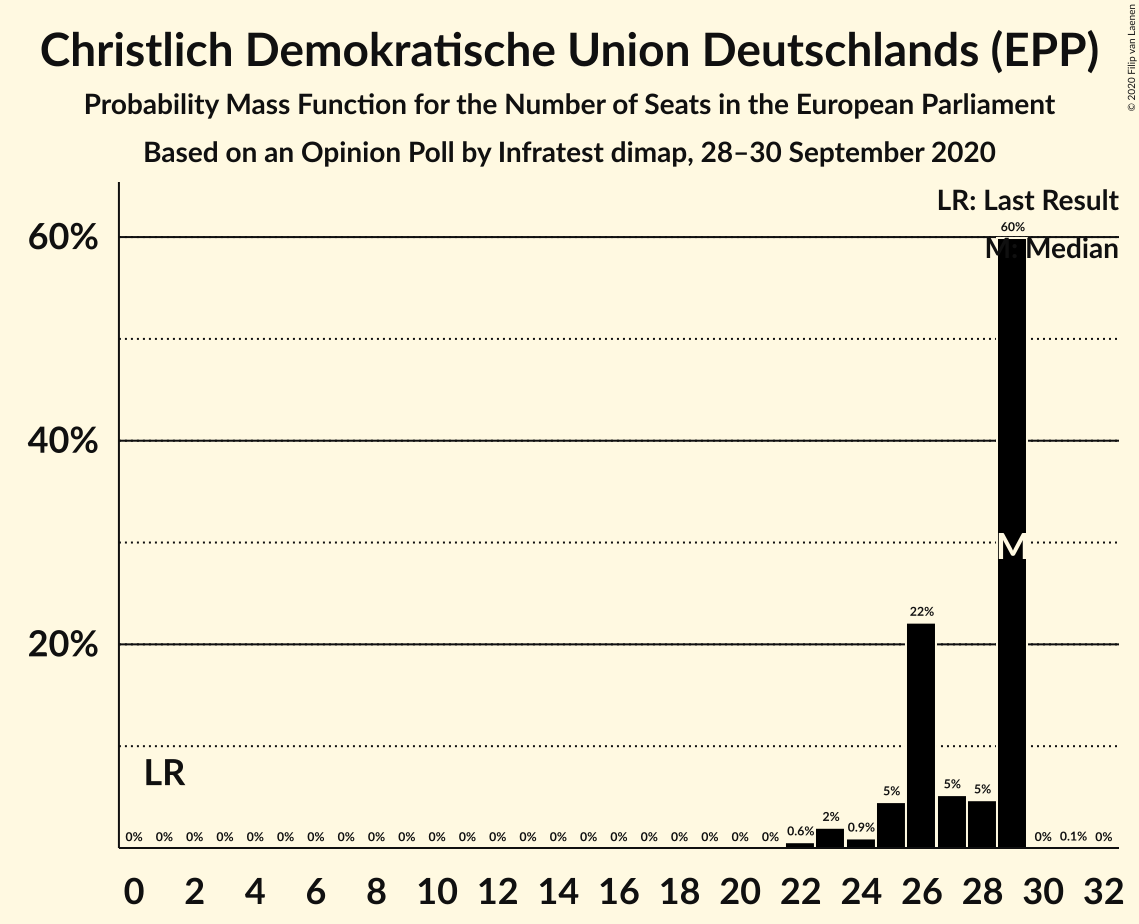 Christlich Demokratische Union Deutschlands (EPP)
Probability Mass Function for the Number of Seats in the European Parliament
Based on an Opinion Poll by Infratest dimap, 28–30 September 2020
© 2020 Filip van Laenen
LR: Last Result
M: Median
60%
40%
20%
60%
M
22%
LR
0% 0% 0% 0% 0% 0% 0% 0% 0% 0% 0% 0% 0% 0% 0% 0% 0% 0% 0% 0% 0% 0% 0.6% 2% 0.9% 5% 5% 5% 0% 0.1% 0%
0 2 4 6 8 10 12 14 16 18 20 22 24 26 28 30 32